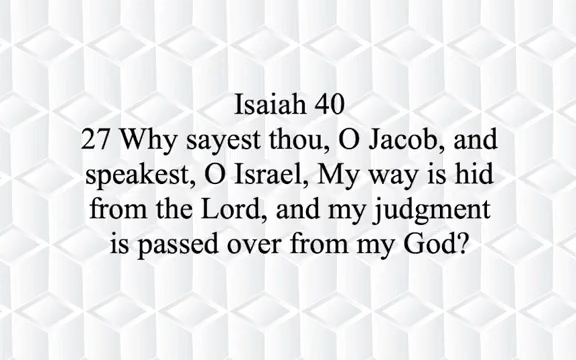 Isaiah 40
27 Why sayest thou, O Jacob, and
speakest, O Israel, My way is hid
from the Lord, and my judgment
is passed over from my God?